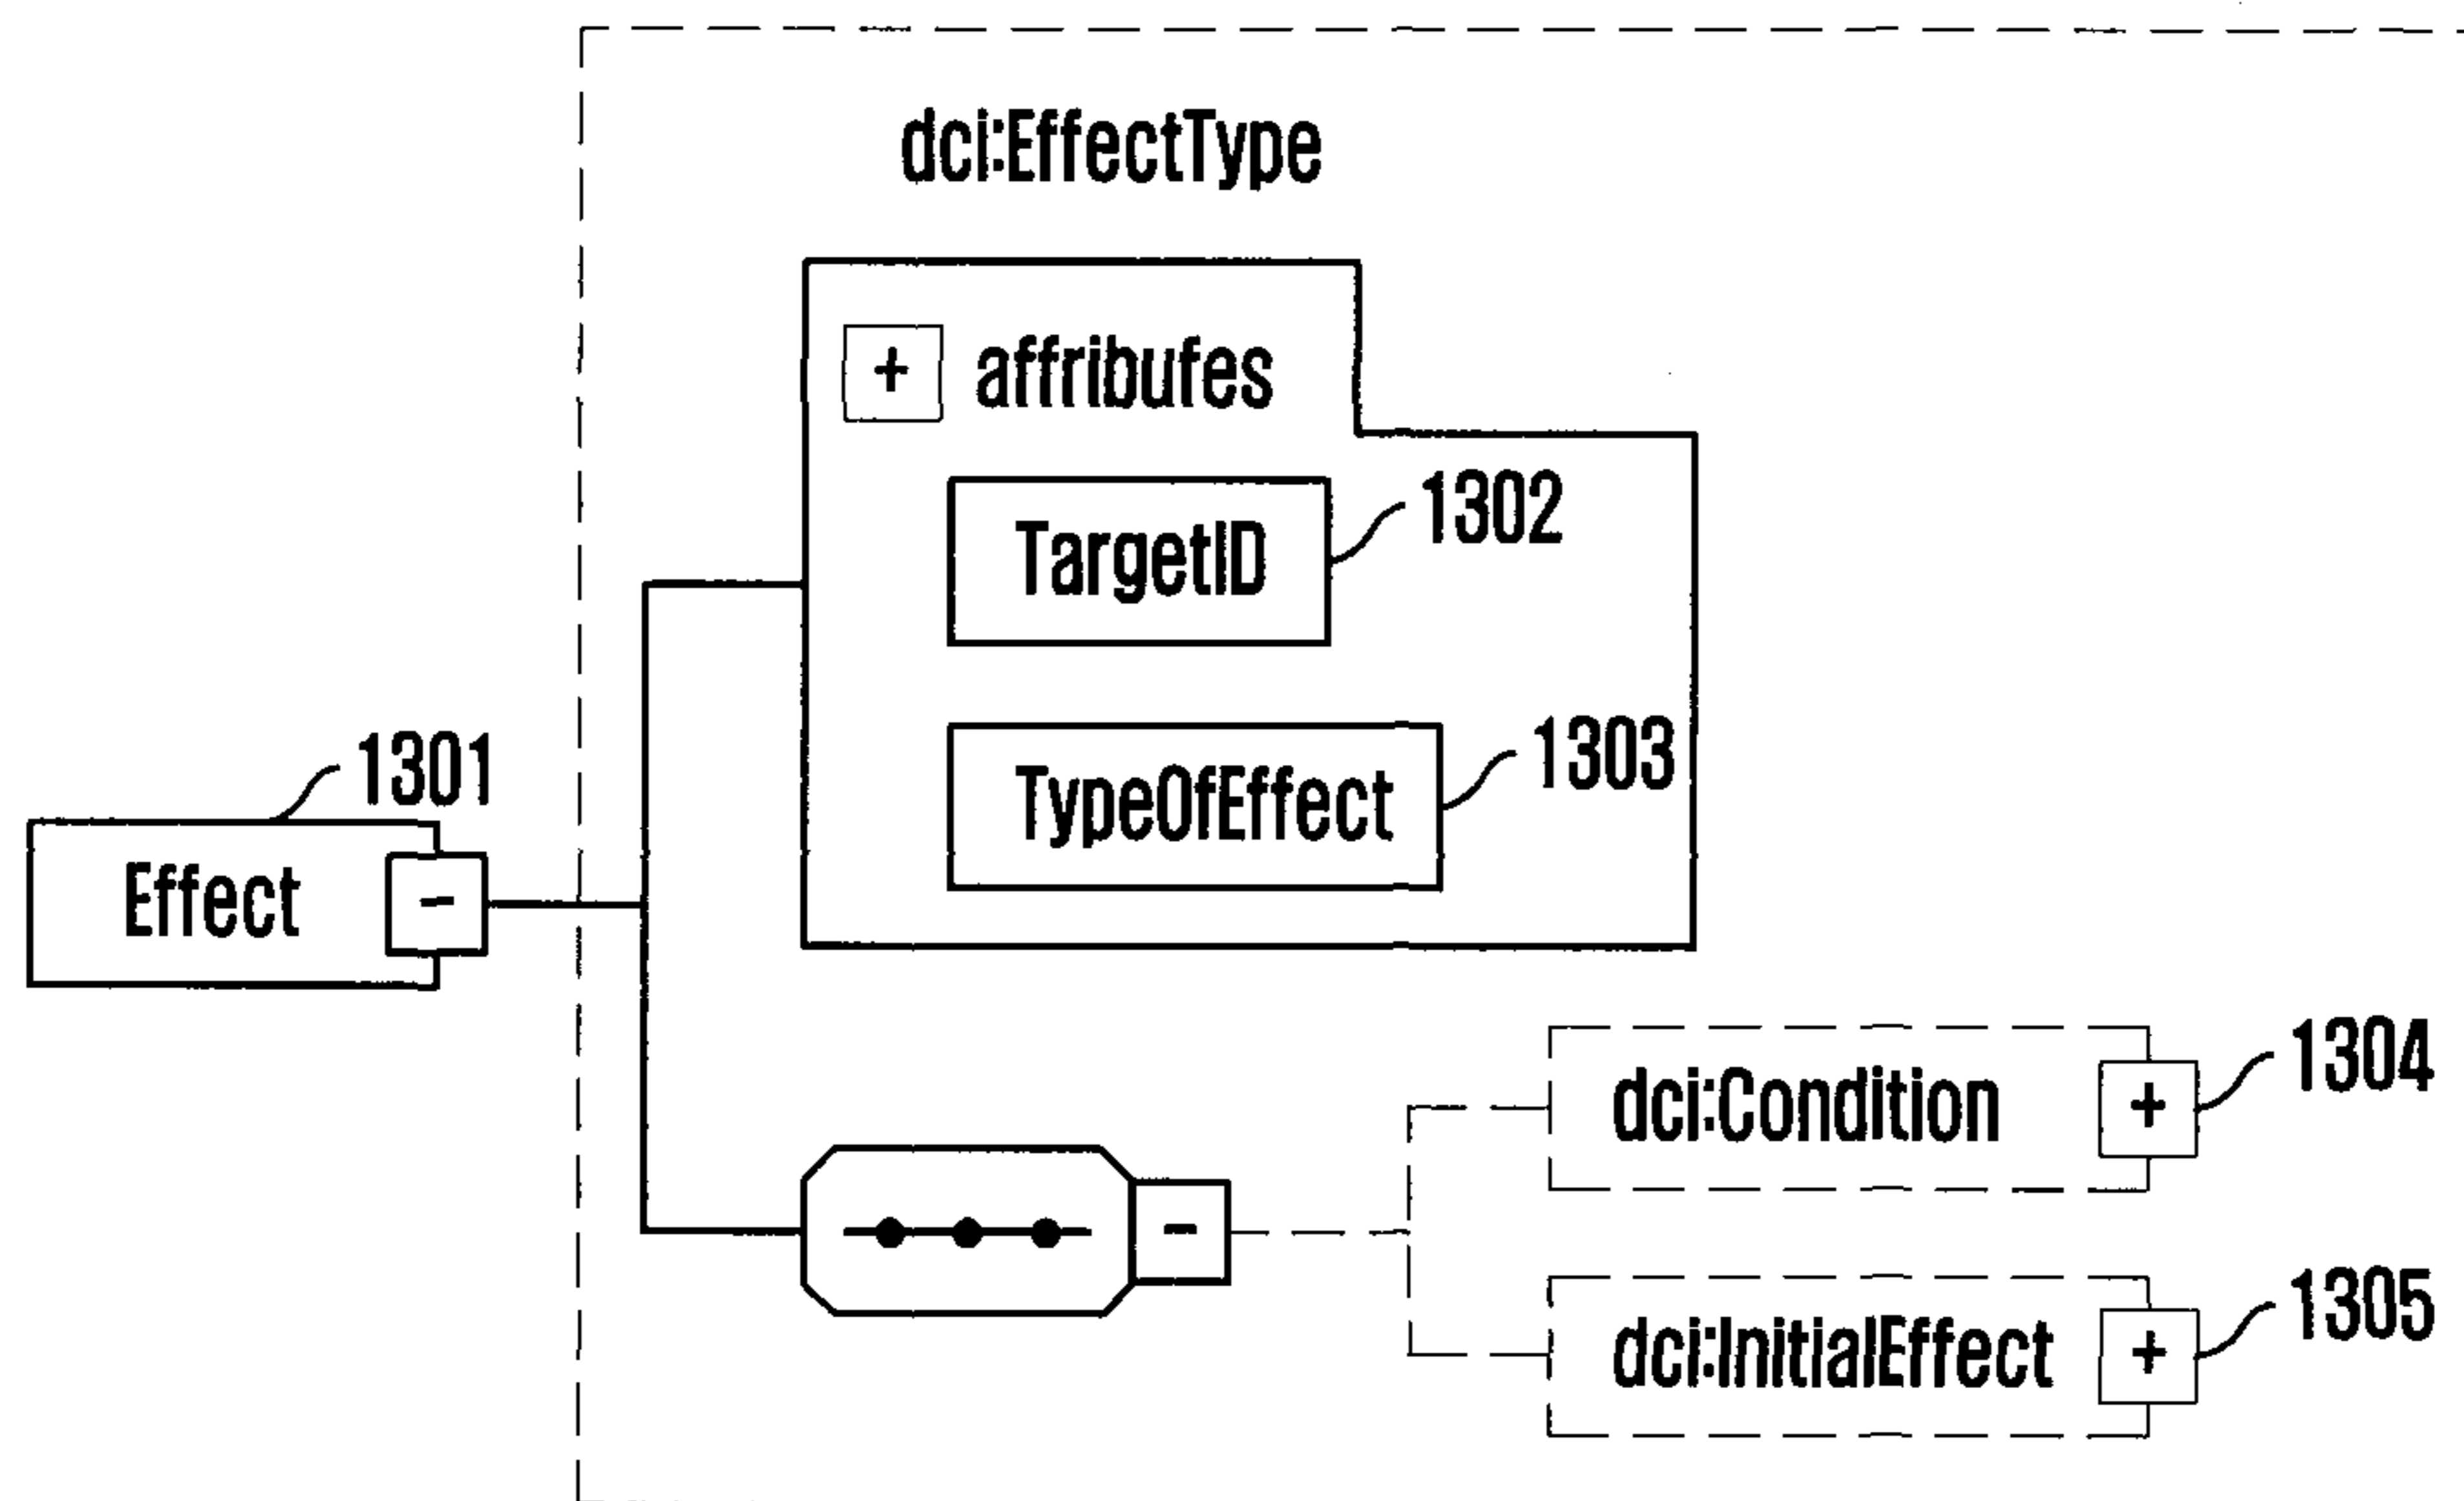 dci:EffectType
+ affribufes
TargetID
1302
TypeOfEffect
1303
1301
Effect
-
dci:Condition
+
1304
-
dci:InitialEffect
+
1305